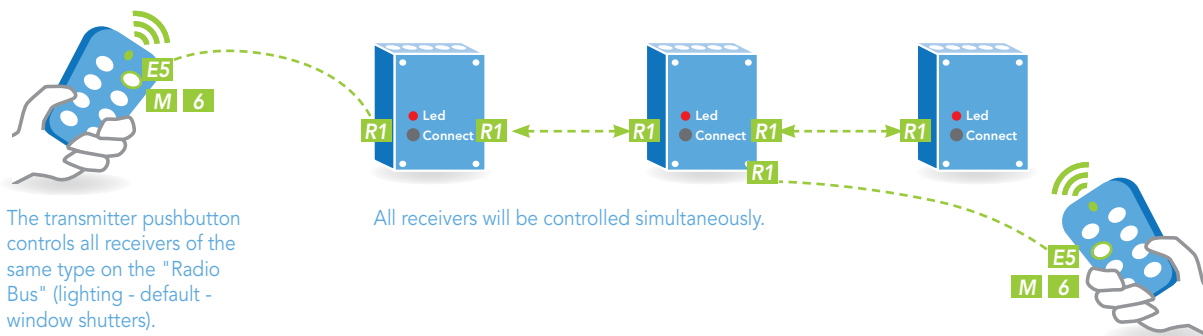 E5
M 6
Led
Connect
R1
R1
Led
Connect
R1
R1
R1
Led
Connect
R1
The transmitter pushbutton
controls all receivers of the
same type on the "Radio
Bus" (lighting - default -
window shutters).
All receivers will be controlled simultaneously.
E5
M 6